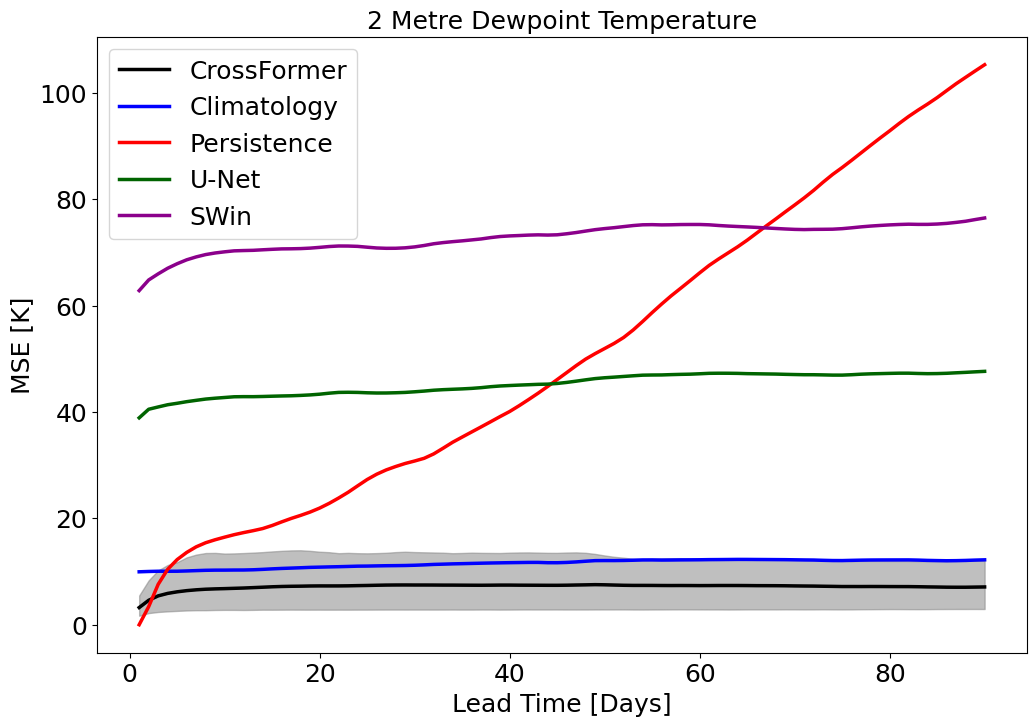 2 Metre Dewpoint Temperature
CrossFormer
Climatology
Persistence
U-Net
SWin
MSE [K]
100
80
60
40
20
0
0 20 40 60 80
Lead Time [Days]